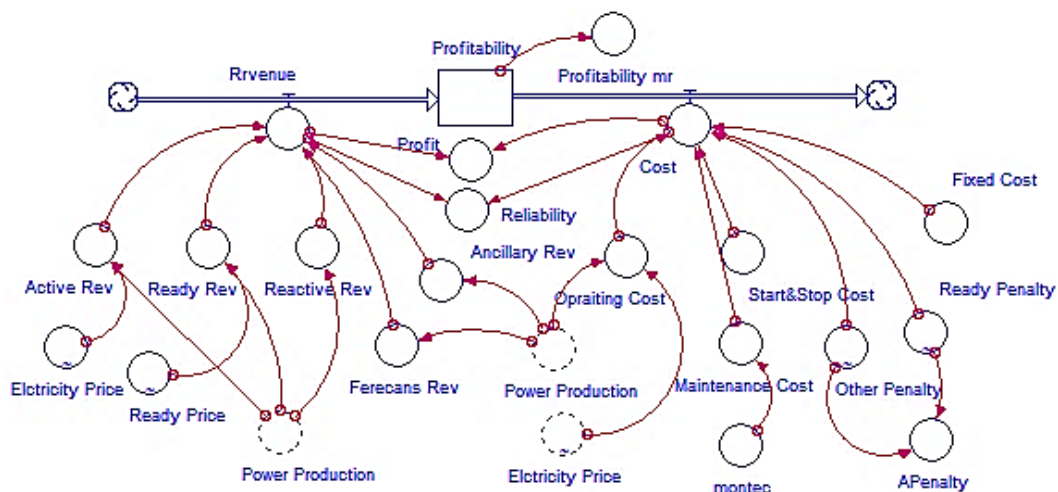 Profitability
Rrvenue
Profitability mr
Profit
Cost
Fixed Cost
Reliability
Ancillary Rev
Active Rev
Ready Rev
Reactive Rev
Opraiting Cost
Start&Stop Cost
Ready Penalty
Elctricity Price
Ready Price
Ferecans Rev
Power Production
Maintenance Cost
Other Penalty
Power Production
Elctricity Price
montec
APenalty